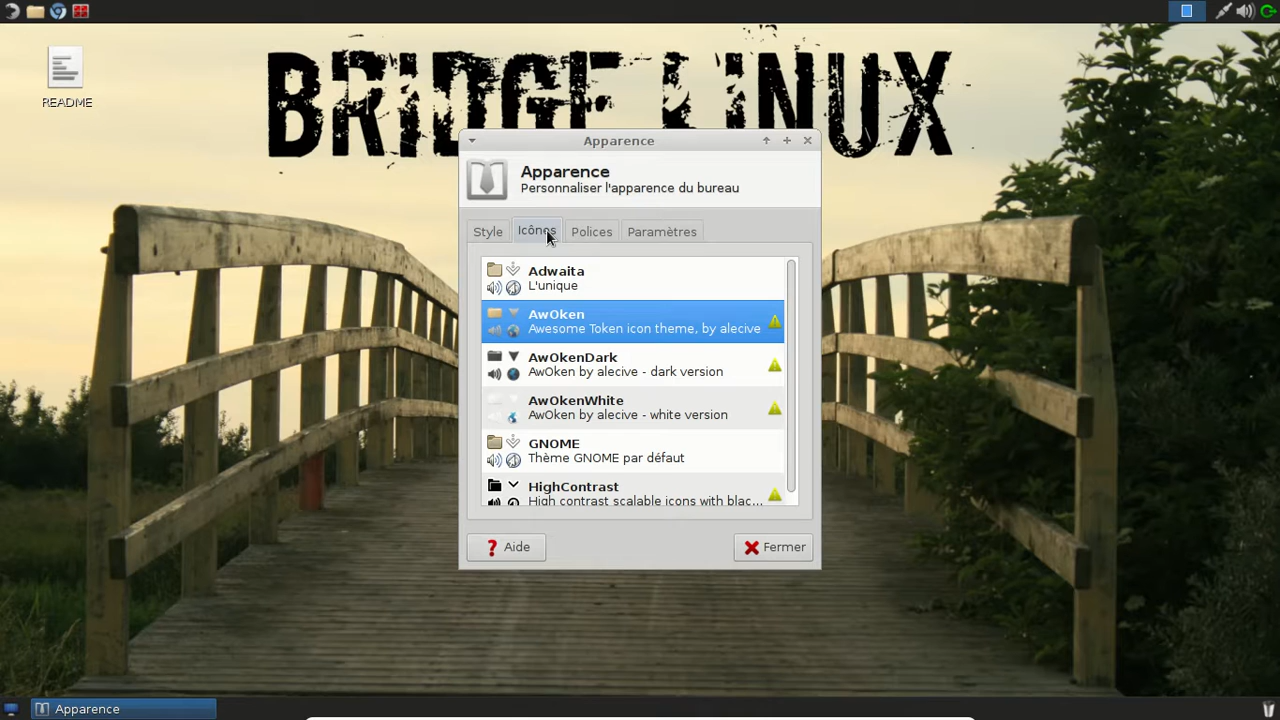 README
BRIDGE LINUX
Apparence
Apparence
Personnaliser l'apparence du bureau
Style
Icônes
Polices
Paramètres
Adwaita
L'unique
AwOken
Awesome Token icon theme, by alecive
AwOkenDark
AwOken by alecive - dark version
AwOkenWhite
AwOken by alecive - white version
GNOME
Thème GNOME par défaut
HighContrast
High contrast scalable icons with blac...
Aide
Fermer
Apparence